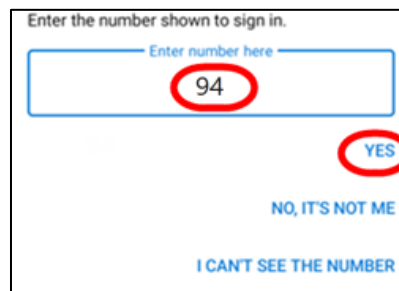 Enter the number shown to sign in.
Enter number here
94
YES
NO, IT'S NOT ME
I CAN'T SEE THE NUMBER